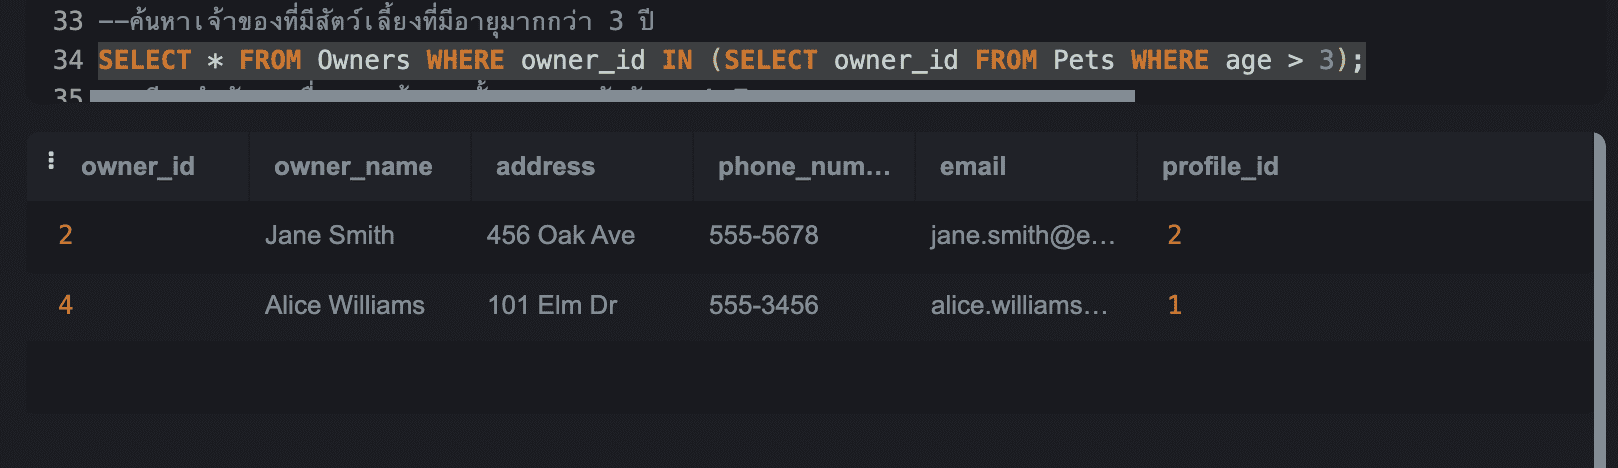 33 --ค้นหาเจ้าของที่มีสัตว์เลี้ยงที่มีอายุมากกว่า 3 ปี
34 SELECT * FROM Owners WHERE owner_id IN (SELECT owner_id FROM Pets WHERE age > 3);
35
owner_id owner_name address phone_num... email profile_id
2 Jane Smith 456 Oak Ave 555-5678 jane.smith@e... 2
4 Alice Williams 101 Elm Dr 555-3456 alice.williams... 1